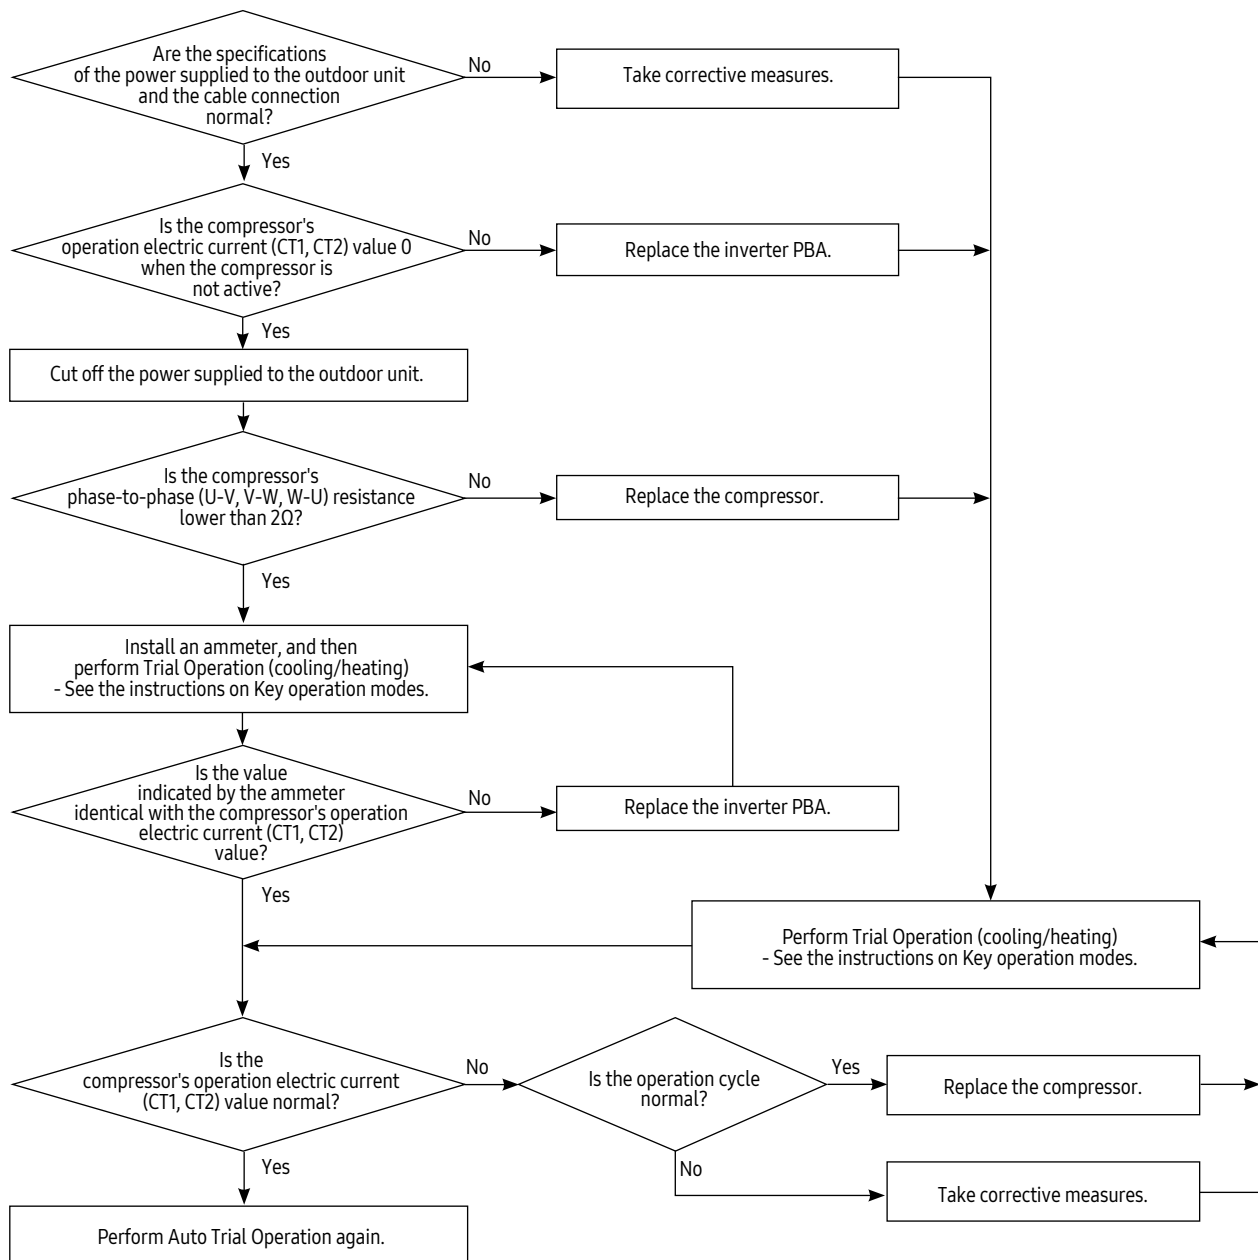 Are the specifications
of the power supplied to the outdoor unit
and the cable connection
normal?
No
Take corrective measures.
Yes
Is the compressor's
operation electric current (CT1, CT2) value 0
when the compressor is
not active?
No
Replace the inverter PBA.
Yes
Cut off the power supplied to the outdoor unit.
Is the compressor's
phase-to-phase (U-V, V-W, W-U) resistance
lower than 2Ω?
No
Replace the compressor.
Yes
Install an ammeter, and then
perform Trial Operation (cooling/heating)
- See the instructions on Key operation modes.
Is the value
indicated by the ammeter
identical with the compressor's operation
electric current (CT1, CT2)
value?
No
Replace the inverter PBA.
Yes
Perform Trial Operation (cooling/heating)
- See the instructions on Key operation modes.
Is the
compressor's operation electric current
(CT1, CT2) value normal?
No
Is the operation cycle
normal?
Yes
Replace the compressor.
No
Take corrective measures.
Yes
Perform Auto Trial Operation again.